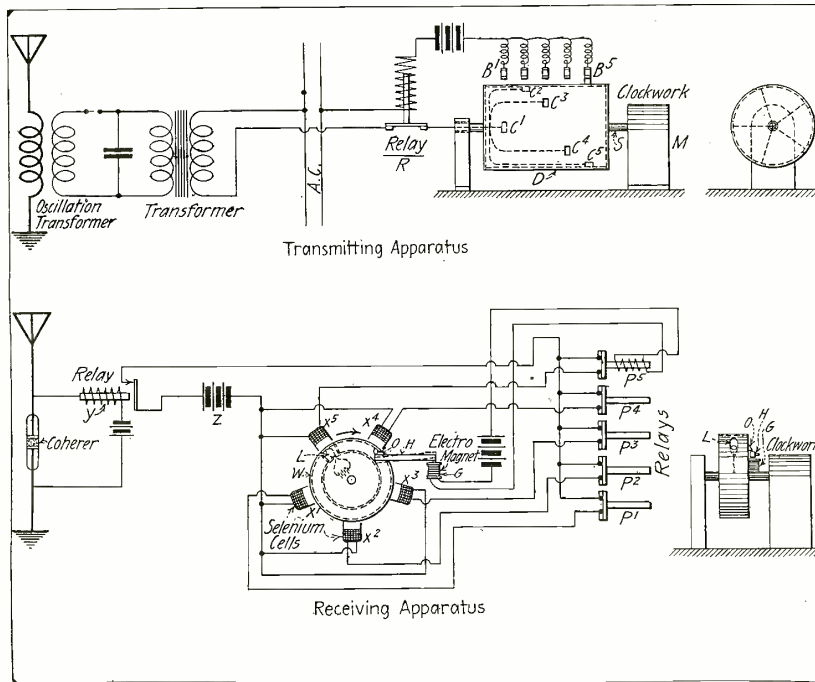 B1
B5
Clockwork
C2
C3
C1
C4
C5
S
M
D
Relay
R
A.C.
Oscillation
Transformer
Transformer
Transmitting Apparatus
Relay
Y
Coherer
Z
X5
X4
L
W
O
H
Electro
Magnet
G
X3
X1
X2
Selenium
Cells
P5
P4
P3
P2
P1
Relays
L
O
H
G
Clockwork
Receiving Apparatus